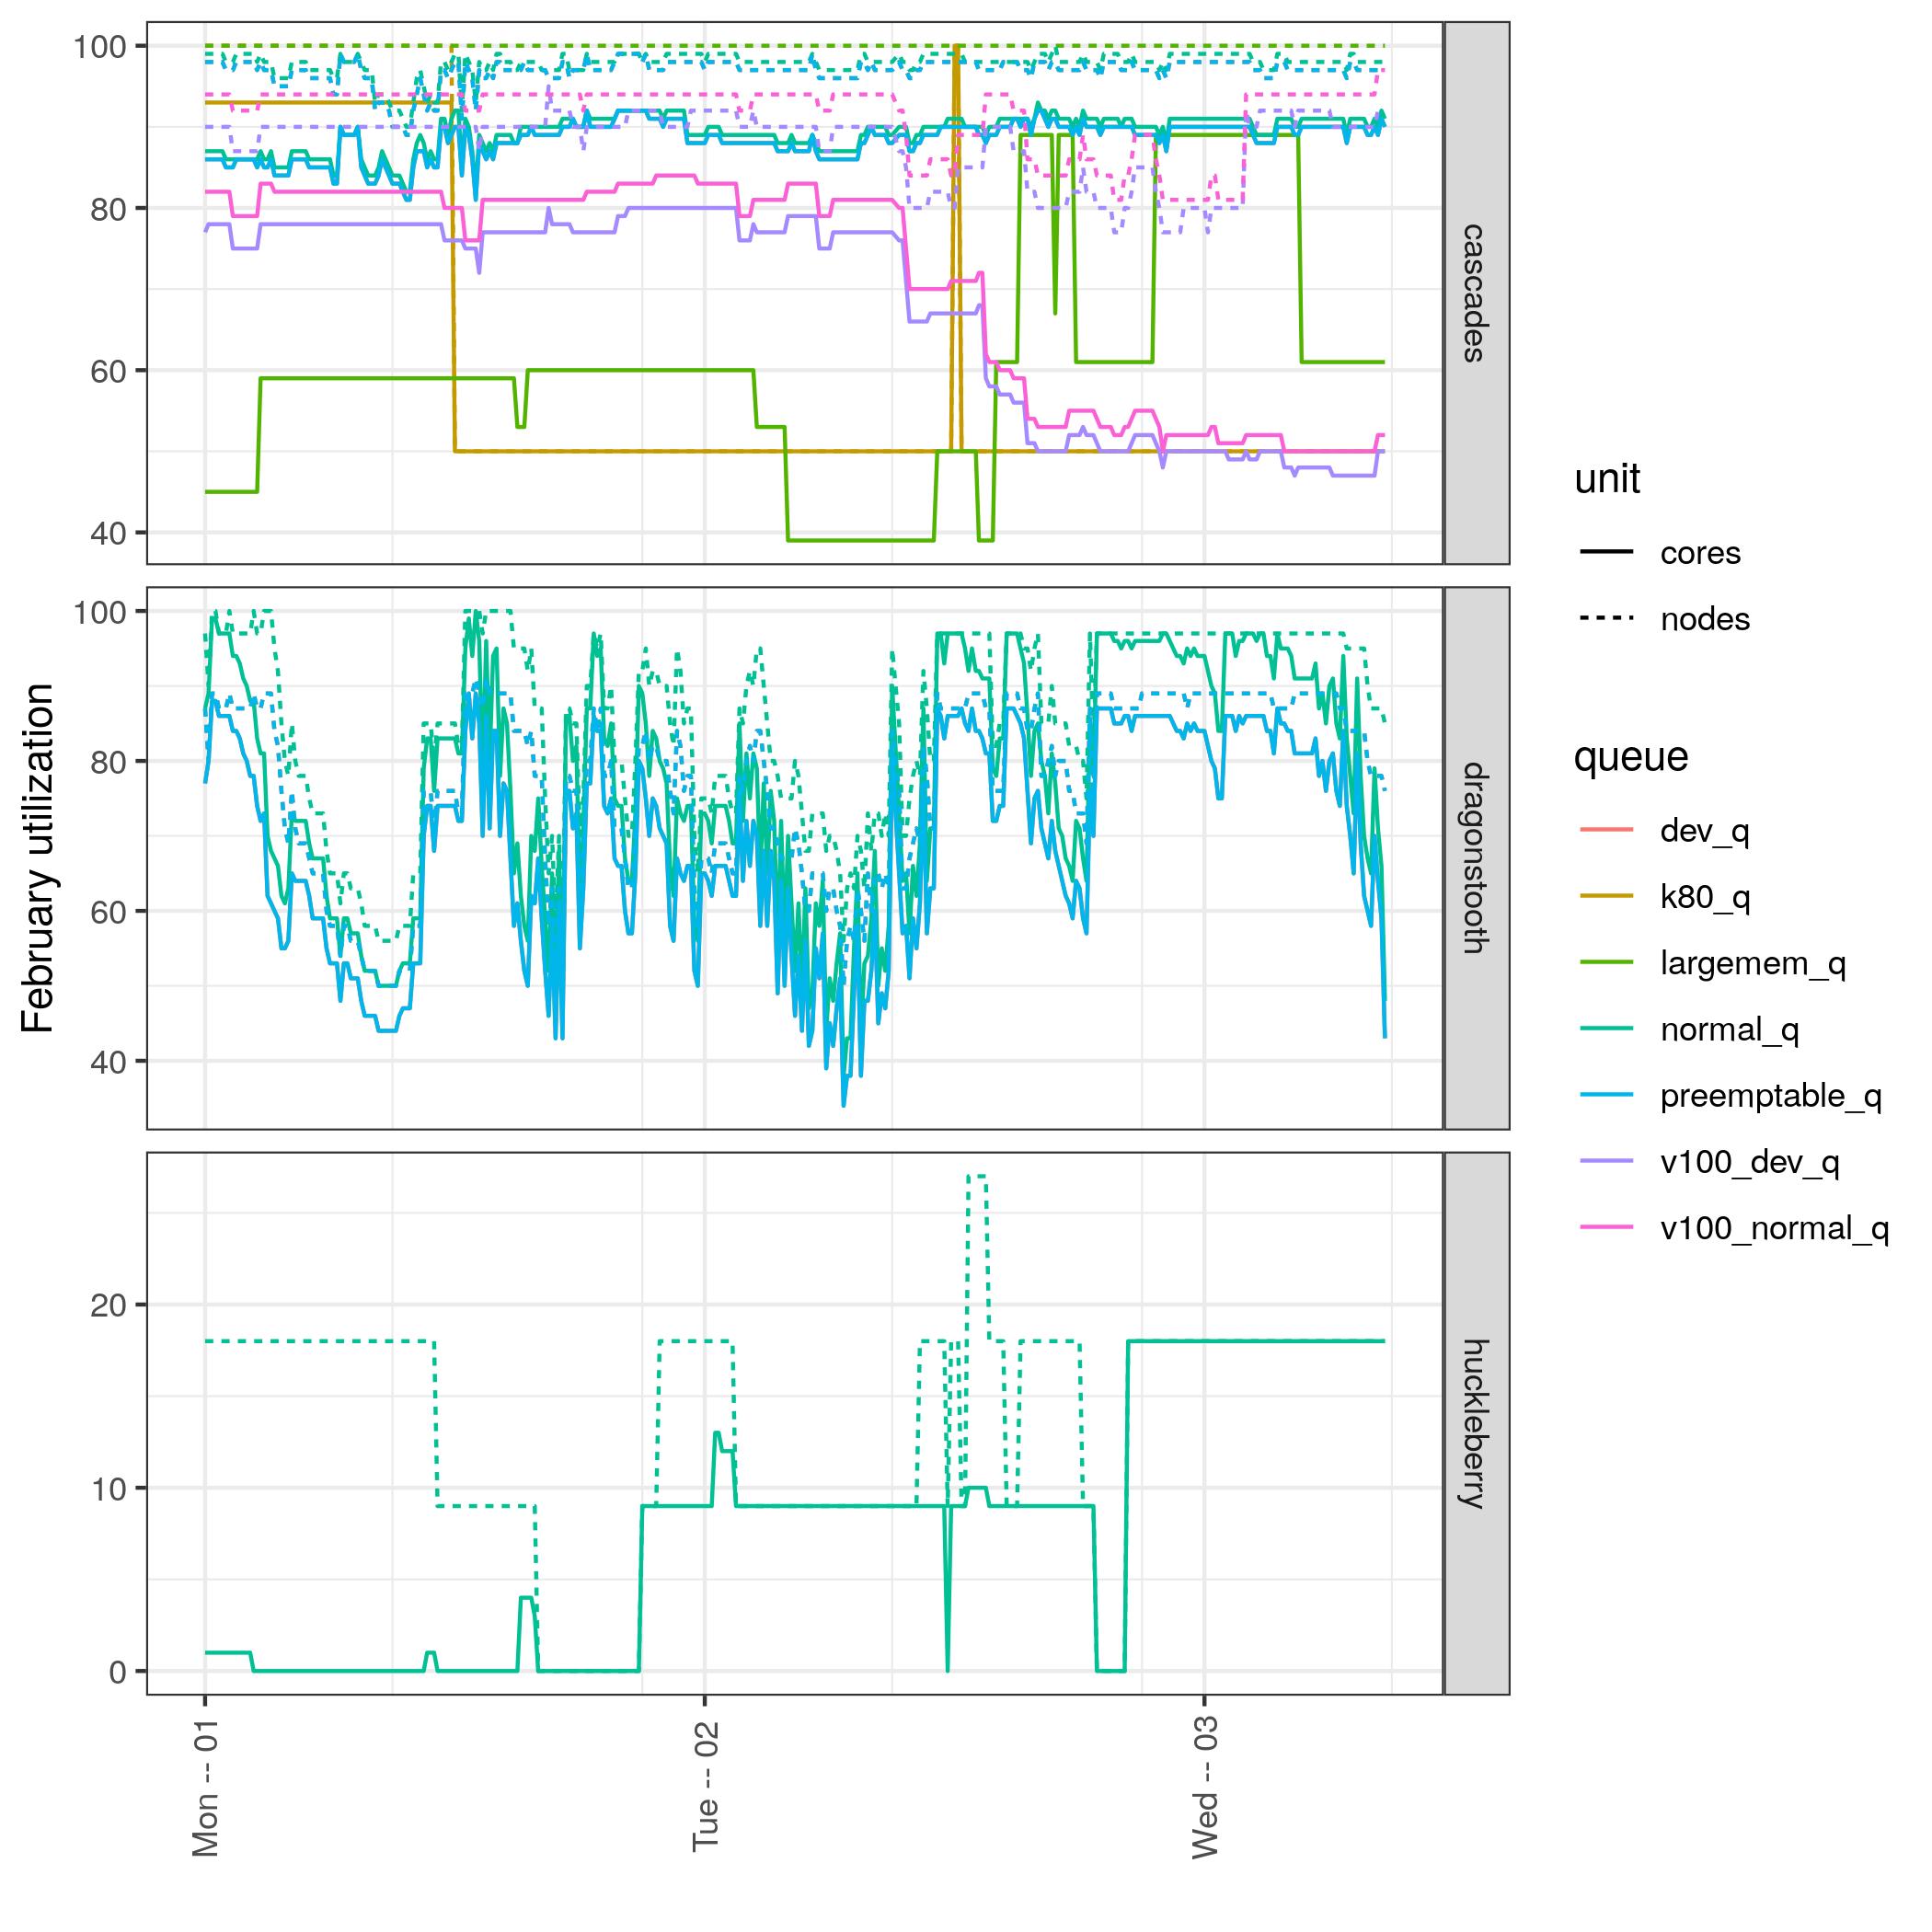 February utilization
100
80
60
40
cascades
100
80
60
40
dragonstooth
20
10
0
huckleberry
Mon -- 01
Tue -- 02
Wed -- 03
unit
cores
nodes
queue
dev_q
k80_q
largemem_q
normal_q
preemptable_q
v100_dev_q
v100_normal_q